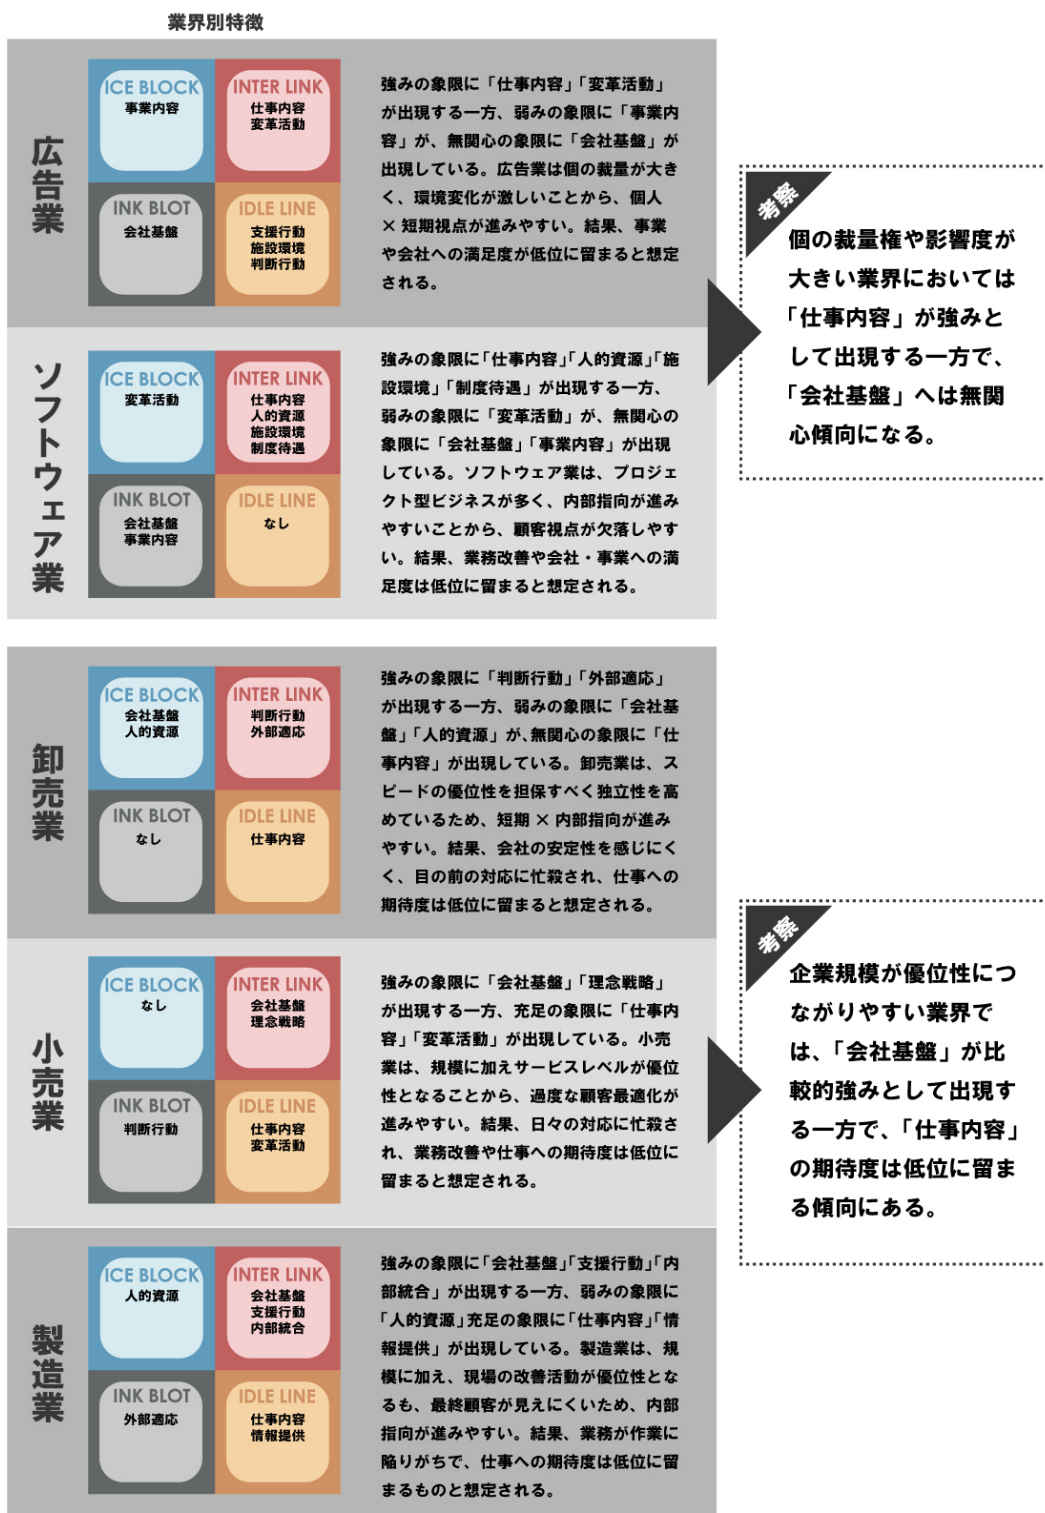 業界別特徴
広告業
ICE BLOCK
事業内容
INTER LINK
仕事内容
変革活動
INK BLOT
会社基盤
IDLE LINE
支援行動
施設環境
判断行動
強みの象限に「仕事内容」「変革活動」
が出現する一方、弱みの象限に「事業内
容」が、無関心の象限に「会社基盤」が
出現している。広告業は個の裁量が大き
く、環境変化が激しいことから、個人
× 短期視点が進みやすい。結果、事業
や会社への満足度が低位に留まると想定
される。
ソフトウェア業
ICE BLOCK
変革活動
INTER LINK
仕事内容
人的資源
施設環境
制度待遇
INK BLOT
会社基盤
事業内容
IDLE LINE
なし
強みの象限に「仕事内容」「人的資源」「施
設環境」「制度待遇」が出現する一方、
弱みの象限に「変革活動」が、無関心の
象限に「会社基盤」「事業内容」が出現
している。ソフトウェア業は、プロジェ
クト型ビジネスが多く、内部指向が進み
やすいことから、顧客視点が欠落しやす
い。結果、業務改善や会社・事業への満
足度は低位に留まると想定される。
考察
個の裁量権や影響度が
大きい業界においては
「仕事内容」が強みと
して出現する一方で、
「会社基盤」へは無関
心傾向になる。
卸売業
ICE BLOCK
会社基盤
人的資源
INTER LINK
判断行動
外部適応
INK BLOT
なし
IDLE LINE
仕事内容
強みの象限に「判断行動」「外部適応」
が出現する一方、弱みの象限に「会社基
盤」「人的資源」が、無関心の象限に「仕
事内容」が出現している。卸売業は、ス
ピードの優位性を担保すべく独立性を高
めているため、短期 × 内部指向が進み
やすい。結果、会社の安定性を感じにく
く、目の前の対応に忙殺され、仕事への
期待度は低位に留まると想定される。
小売業
ICE BLOCK
なし
INTER LINK
会社基盤
理念戦略
INK BLOT
判断行動
IDLE LINE
仕事内容
変革活動
強みの象限に「会社基盤」「理念戦略」
が出現する一方、充足の象限に「仕事内
容」「変革活動」が出現している。小売
業は、規模に加えサービスレベルが優位
性となることから、過度な顧客最適化が
進みやすい。結果、日々の対応に忙殺さ
れ、業務改善や仕事への期待度は低位に
留まると想定される。
製造業
ICE BLOCK
人的資源
INTER LINK
会社基盤
支援行動
内部統合
INK BLOT
外部適応
IDLE LINE
仕事内容
情報提供
強みの象限に「会社基盤」「支援行動」「内
部統合」が出現する一方、弱みの象限に
「人的資源」充足の象限に「仕事内容」「情
報提供」が出現している。製造業は、規
模に加え、現場の改善活動が優位性とな
るも、最終顧客が見えにくいため、内部
指向が進みやすい。結果、業務が作業に
陥りがちで、仕事への期待度は低位に留
まるものと想定される。
考察
企業規模が優位性につ
ながりやすい業界で
は、「会社基盤」が比
較的強みとして出現す
る一方で、「仕事内容」
の期待度は低位に留ま
る傾向にある。